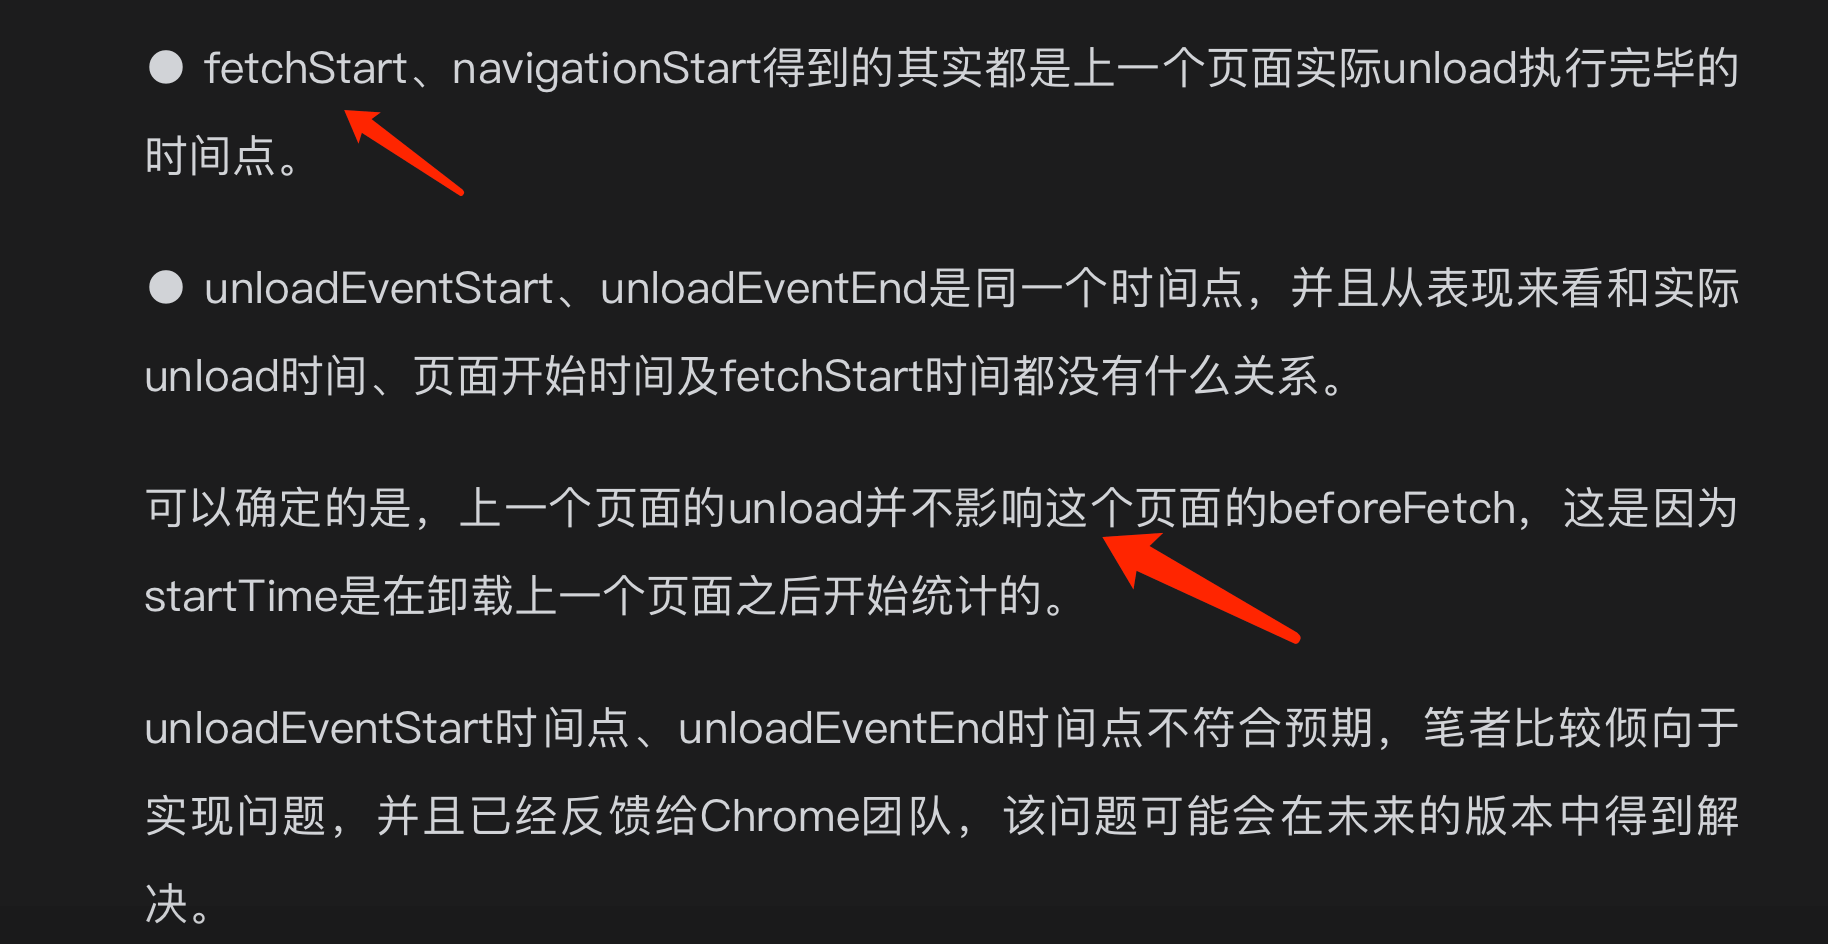 ● fetchStart、navigationStart得到的其实都是上一个页面实际unload执行完毕的
时间点。
● unloadEventStart、unloadEventEnd是同一个时间点，并且从表现来看和实际
unload时间、页面开始时间及fetchStart时间都没有什么关系。
可以确定的是，上一个页面的unload并不影响这个页面的beforeFetch，这是因为
startTime是在卸载上一个页面之后开始统计的。
unloadEventStart时间点、unloadEventEnd时间点不符合预期，笔者比较倾向于
实现问题，并且已经反馈给Chrome团队，该问题可能会在未来的版本中得到解
决。